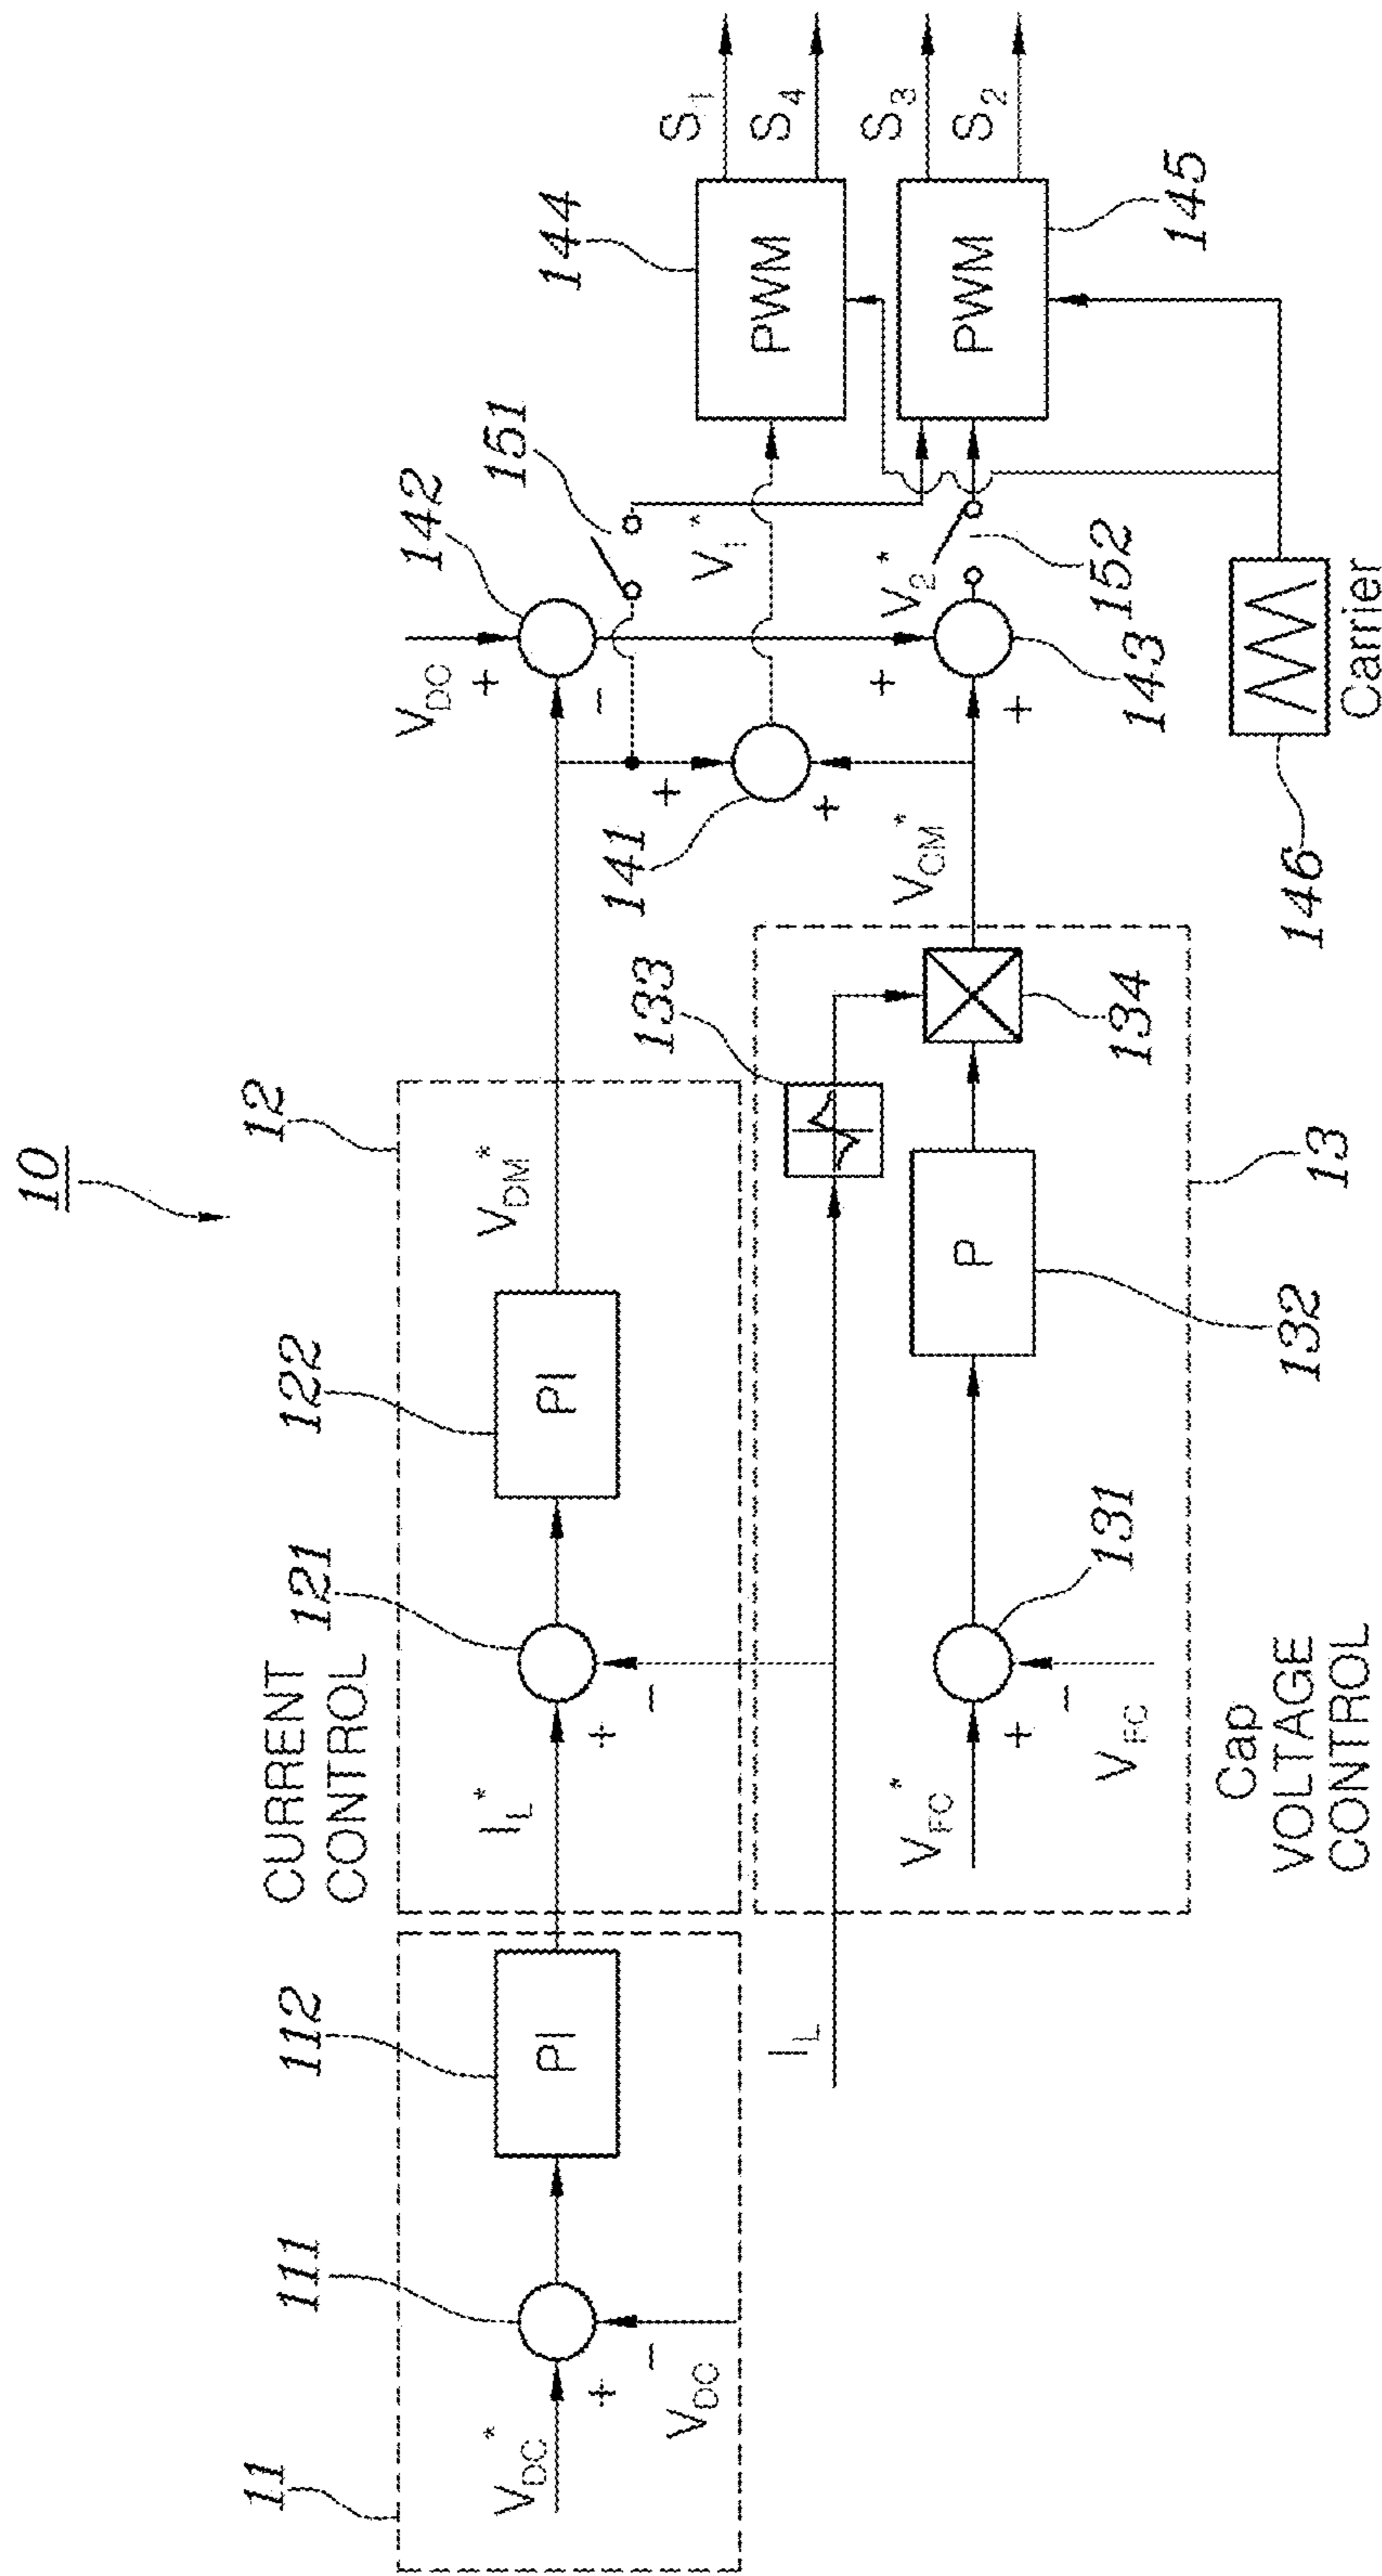 10
11
V_DC*
+
−
V_DC
111
112
PI
CURRENT
CONTROL
12
I_L*
+
−
121
122
PI
V_DM*
I_L
V_FC*
+
−
V_FC
131
132
P
133
134
13
Cap
VOLTAGE
CONTROL
V_CM*
141
+
+
V_DC
+
−
142
151
V_1*
+
+
143
V_2*
152
146
Carrier
144
PWM
145
PWM
S_1
S_4
S_3
S_2